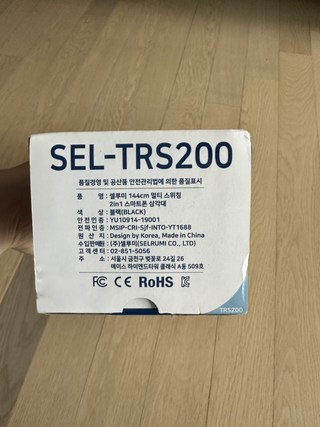 SEL-TRS200
품질경영 및 공산품 안전관리법에 의한 품질표시
품 명 : 셀루미 144cm 멀티 스위칭
2in1 스마트폰 삼각대
색 상 : 블랙(BLACK)
안전인증 : YU10914-19001
전파인증 : MSIP-CRI-SJf-INTO-YT1688
원산지 : Design by Korea, Made in China
수입판매원 : (주)셀루미(SELRUMI CO., LTD)
고객센터 : 02-851-5056
주 소 : 서울시 금천구 벚꽃로 24길 26
에이스 하이엔드타워 클래식 A동 509호
FC CE RoHS
TRS200